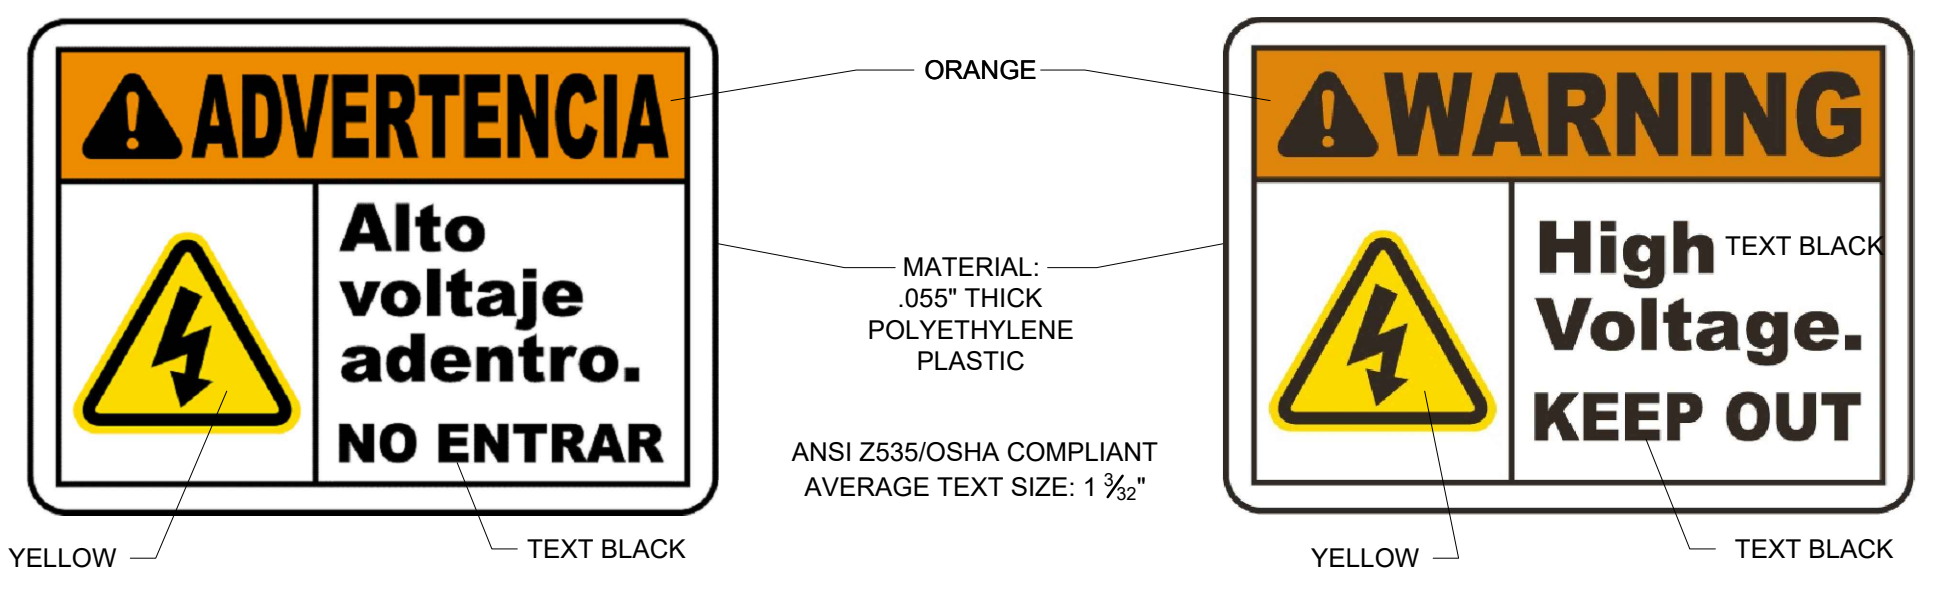 ADVERTENCIA
Alto
voltaje
adentro.
NO ENTRAR
YELLOW
TEXT BLACK
ORANGE
MATERIAL:
.055" THICK
POLYETHYLENE
PLASTIC
ANSI Z535/OSHA COMPLIANT
AVERAGE TEXT SIZE: 1 3⁄32"
WARNING
High
TEXT BLACK
Voltage.
KEEP OUT
YELLOW
TEXT BLACK